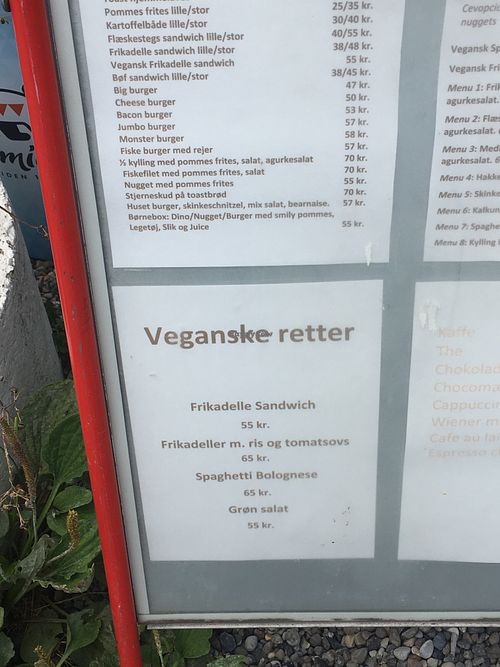 Pommes frites lille/stor 25/35 kr.
Kartoffelbåde lille/stor 30/40 kr.
Flæskestegs sandwich lille/stor 40/55 kr.
Frikadelle sandwich lille/stor 38/48 kr.
Vegansk Frikadelle sandwich 55 kr.
Bøf sandwich lille/stor 38/45 kr.
Big burger 47 kr.
Cheese burger 50 kr.
Bacon burger 53 kr.
Jumbo burger 57 kr.
Monster burger 58 kr.
Fiske burger med rejer 57 kr.
½ kylling med pommes frites, salat, agurkesalat 70 kr.
Fiskefilet med pommes frites, salat 70 kr.
Nugget med pommes frites 55 kr.
Stjerneskud på toastbrød 70 kr.
Huset burger, skinkeschnitzel, mix salat, bearnaise. 57 kr.
Børnebox: Dino/Nugget/Burger med smily pommes,
Legetøj, Slik og Juice 55 kr.
Cevopcic
nuggets
Vegansk Sp
Vegansk Fri
Menu 1: Frik
agurkesalat.
Menu 2: Flæs
agurkesalat.
Menu 3: Medi
agurkesalat. 6
Menu 4: Hakke
Menu 5: Skinke
Menu 6: Kalkun
Menu 7: Spaghe
Menu 8: Kylling
Veganske retter
Frikadelle Sandwich
55 kr.
Frikadeller m. ris og tomatsovs
65 kr.
Spaghetti Bolognese
65 kr.
Grøn salat
55 kr.
Kaffe
The
Chokolad
Chocoma
Cappuccin
Wiener m
Cafe au la
Espresso